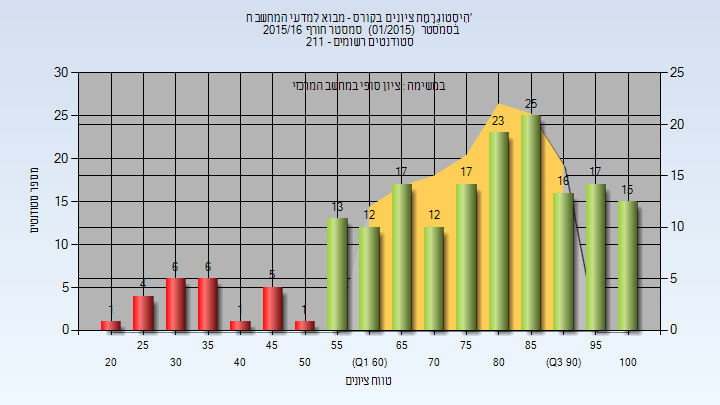 היסטוגרמת ציונים בקורס - מבוא למדעי המחשב ח'
בסמסטר (01/2015) סמסטר חורף 2015/16
סטודנטים רשומים - 211
במשימה : ציון סופי במחשב המרכזי
30 25 20 15 10 5 0
מספר סטודנטים
25 20 15 10 5 0
1 4 6 6 1 5 1 13 12 17 12 17 23 25 16 17 15
25 35 45 55 65 75 85 95
20 30 40 50 (Q1 60) 70 80 (Q3 90) 100
טווח ציונים